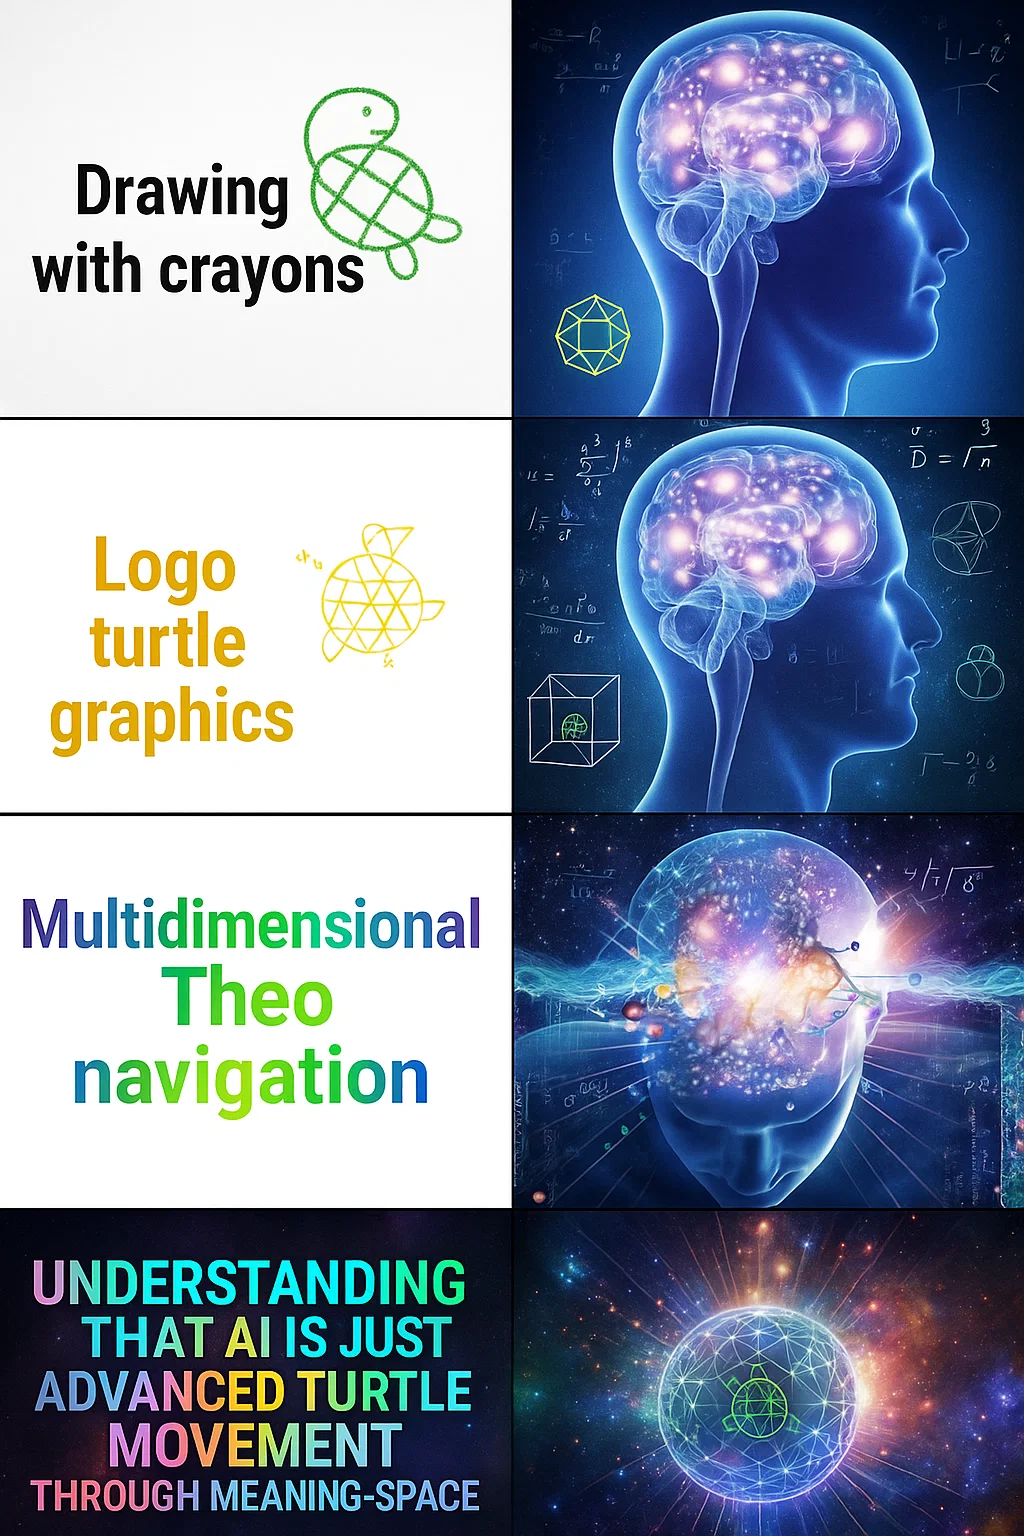 Drawing
with crayons
Logo
turtle
graphics
Multidimensional
Theo
navigation
UNDERSTANDING
THAT AI IS JUST
ADVANCED TURTLE
MOVEMENT
THROUGH MEANING-SPACE